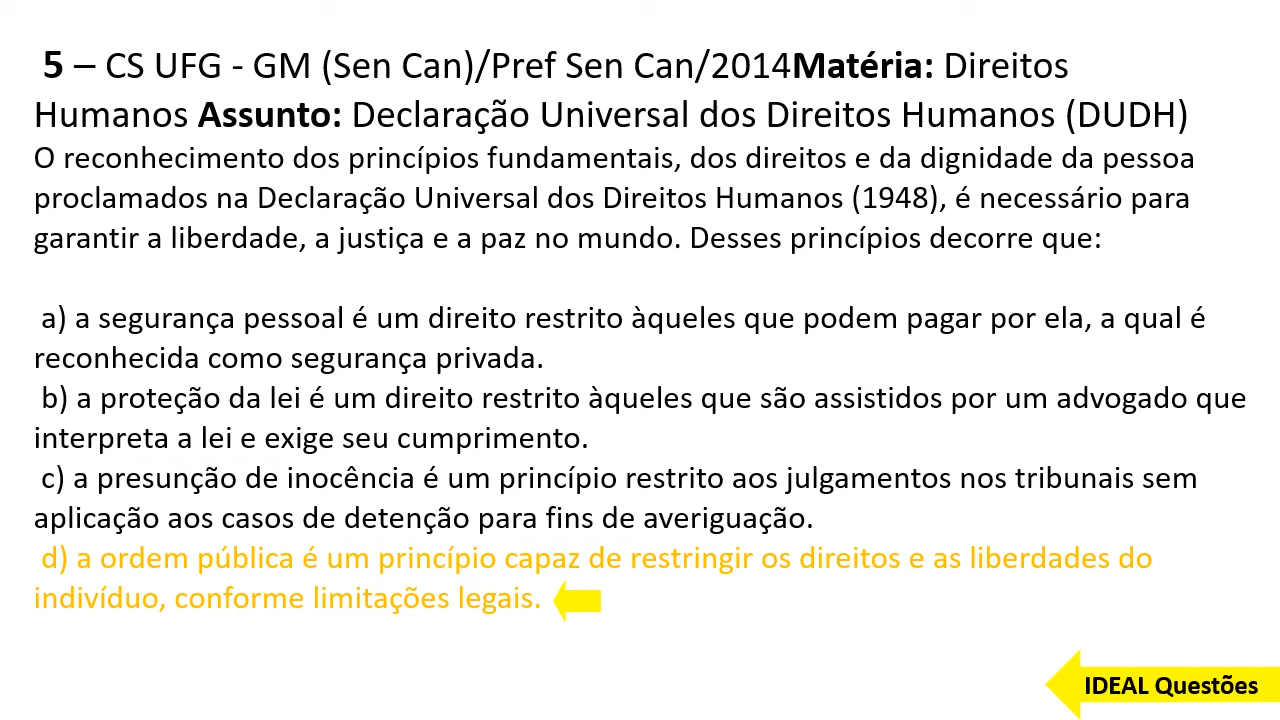 5 – CS UFG - GM (Sen Can)/Pref Sen Can/2014Matéria: Direitos
Humanos Assunto: Declaração Universal dos Direitos Humanos (DUDH)
O reconhecimento dos princípios fundamentais, dos direitos e da dignidade da pessoa
proclamados na Declaração Universal dos Direitos Humanos (1948), é necessário para
garantir a liberdade, a justiça e a paz no mundo. Desses princípios decorre que:
a) a segurança pessoal é um direito restrito àqueles que podem pagar por ela, a qual é
reconhecida como segurança privada.
b) a proteção da lei é um direito restrito àqueles que são assistidos por um advogado que
interpreta a lei e exige seu cumprimento.
c) a presunção de inocência é um princípio restrito aos julgamentos nos tribunais sem
aplicação aos casos de detenção para fins de averiguação.
d) a ordem pública é um princípio capaz de restringir os direitos e as liberdades do
indivíduo, conforme limitações legais.
IDEAL Questões